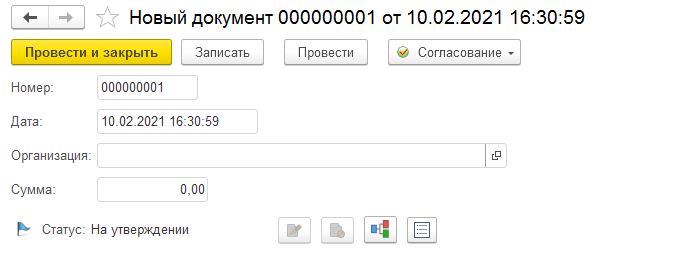 Новый документ 000000001 от 10.02.2021 16:30:59
Провести и закрыть Записать Провести Согласование
Номер: 000000001
Дата: 10.02.2021 16:30:59
Организация:
Сумма: 0,00
Статус: На утверждении